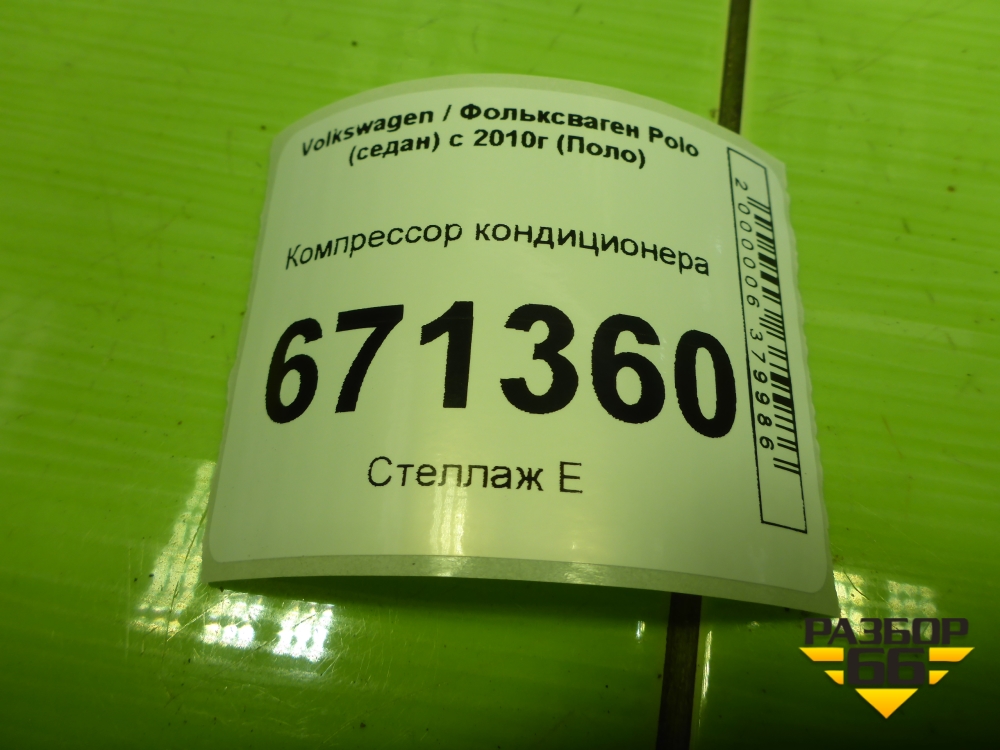 Volkswagen / Фольксваген Polo
(седан) с 2010г (Поло)
Компрессор кондиционера
671360
Стеллаж E
2000006379986
РАЗБОР
66